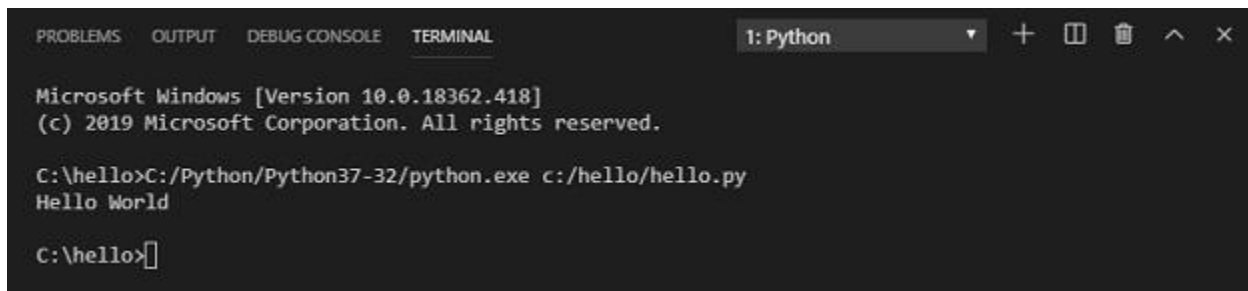 PROBLEMS OUTPUT DEBUG CONSOLE TERMINAL 1: Python
Microsoft Windows [Version 10.0.18362.418]
(c) 2019 Microsoft Corporation. All rights reserved.
C:\hello>C:/Python/Python37-32/python.exe c:/hello/hello.py
Hello World
C:\hello>